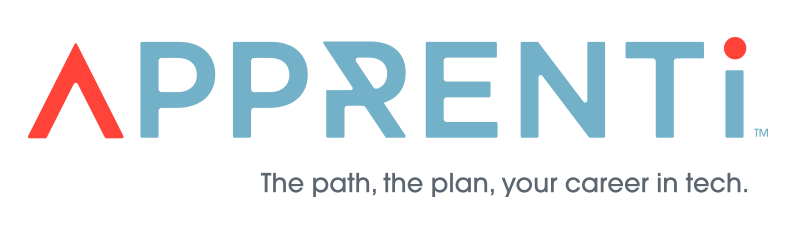 APPRENTi™
The path, the plan, your career in tech.